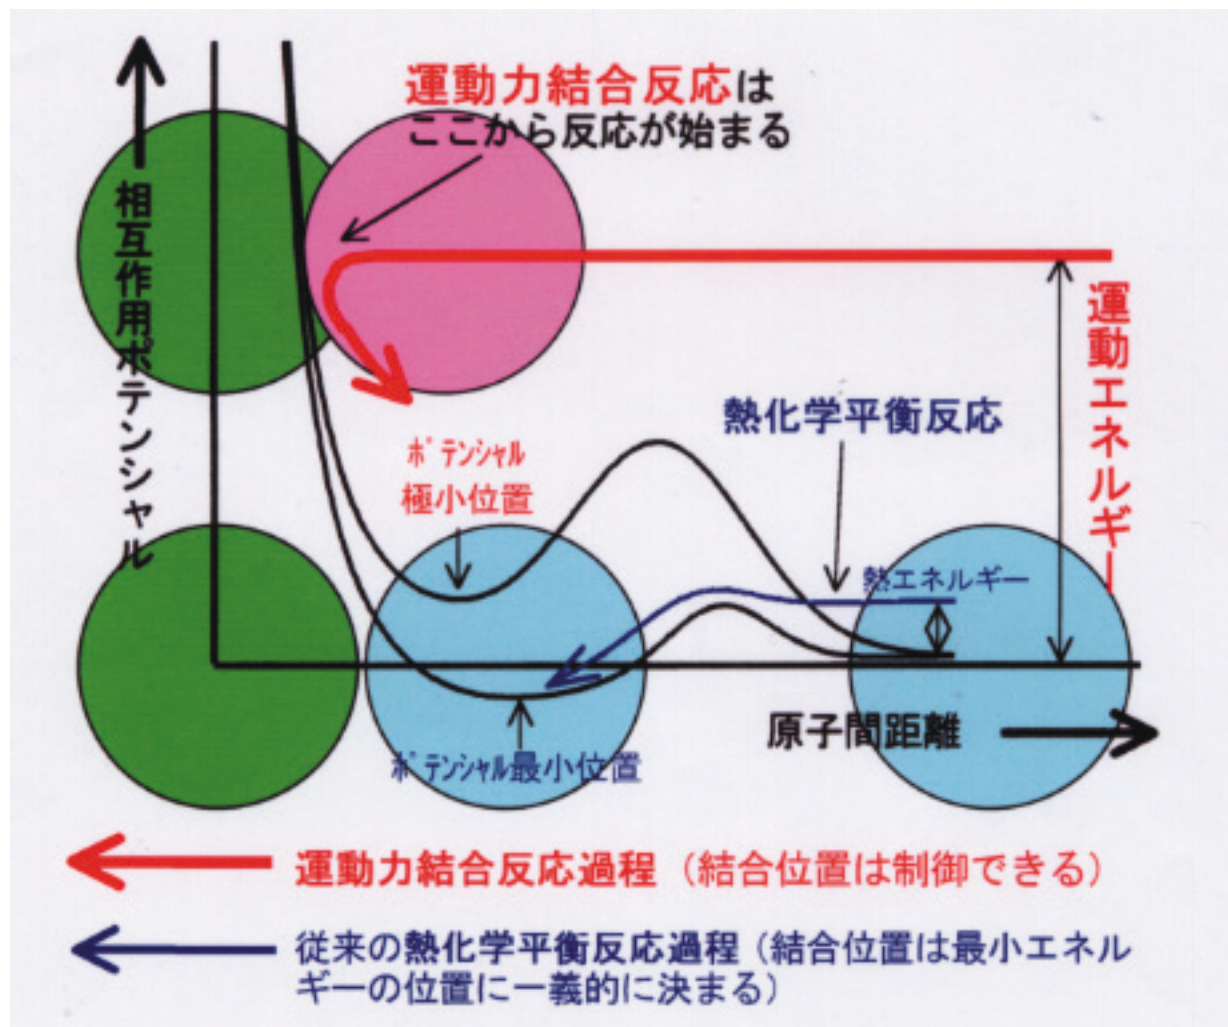 運動力結合反応は
ここから反応が始まる
相互作用ポテンシャル
運動エネルギー
熱化学平衡反応
ポテンシャル
極小位置
熱エネルギー
原子間距離
ポテンシャル最小位置
運動力結合反応過程（結合位置は制御できる）
従来の熱化学平衡反応過程（結合位置は最小エネル
ギーの位置に一義的に決まる）